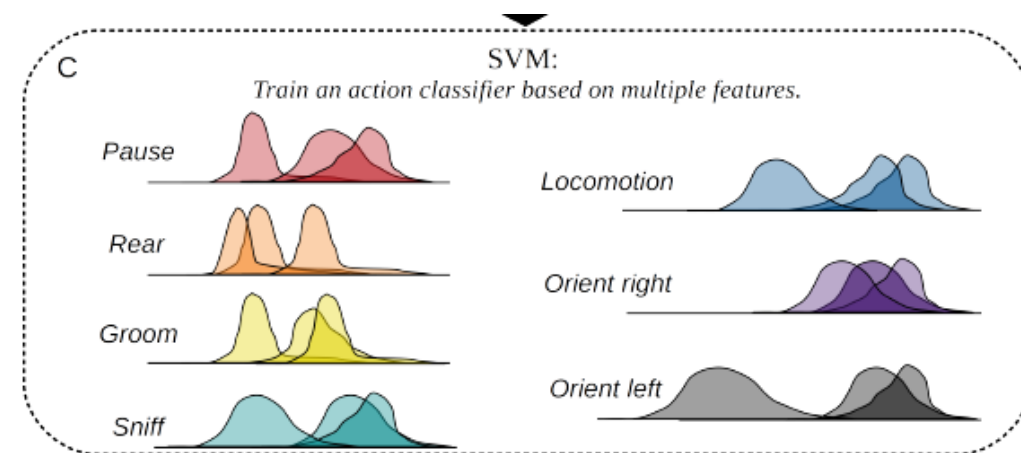 C
SVM:
Train an action classifier based on multiple features.
Pause
Rear
Groom
Sniff
Locomotion
Orient right
Orient left